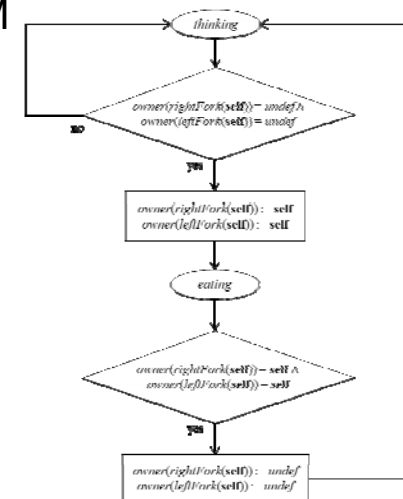 M
thinking
owner(rightFork(self)) = undef ∧
owner(leftFork(self)) = undef
no
yes
owner(rightFork(self)) : self
owner(leftFork(self)) : self
eating
owner(rightFork(self)) = self ∧
owner(leftFork(self)) = self
yes
owner(rightFork(self)) : undef
owner(leftFork(self)) : undef